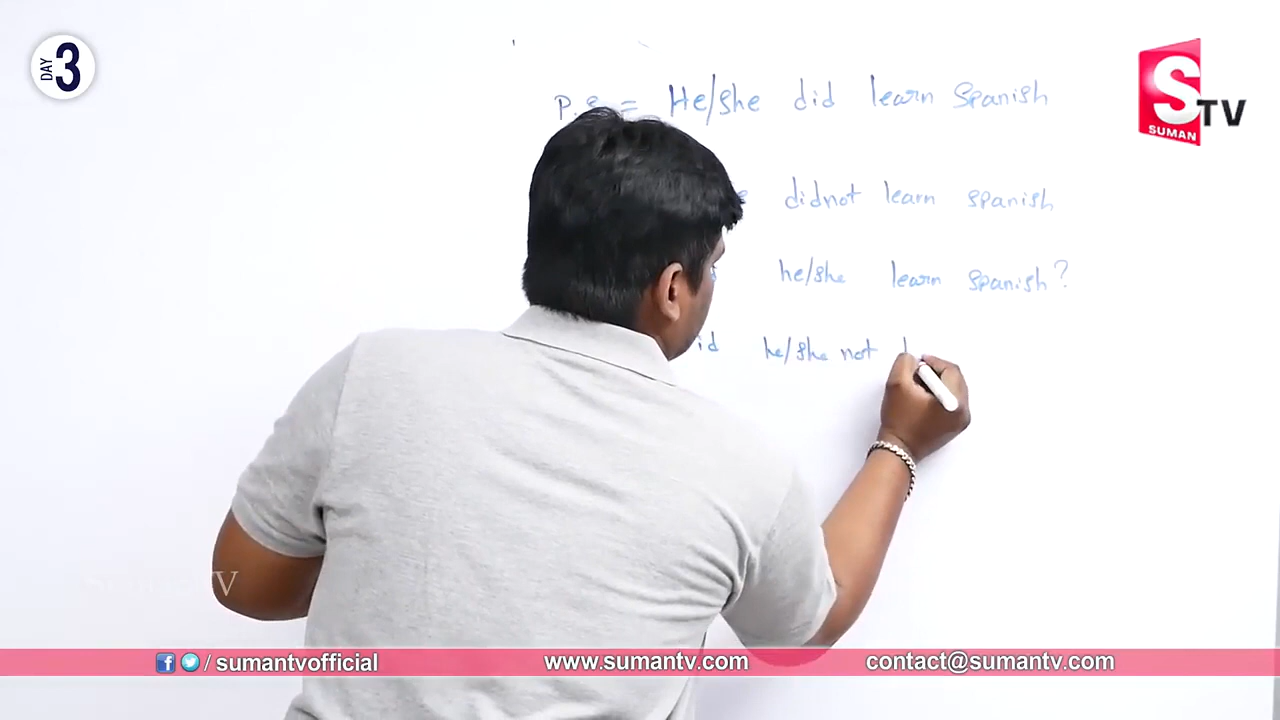 DAY 3
S TV
SUMAN
P.S = He/she did learn Spanish
didnot learn spanish
he/she learn spanish?
he/she not
f / sumantvofficial
www.sumantv.com
contact@sumantv.com